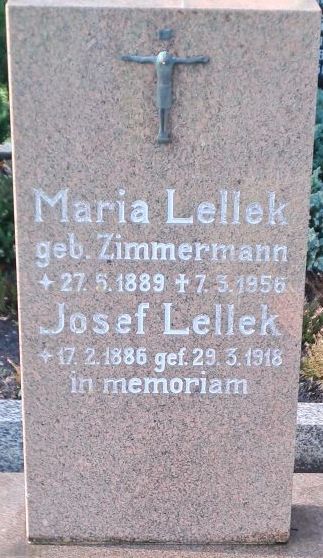 Maria Lellek
geb. Zimmermann
✦ 27. 5. 1889 ✝ 7. 3. 1956
Josef Lellek
✦ 17. 2. 1886 gef. 29. 3. 1918
in memoriam